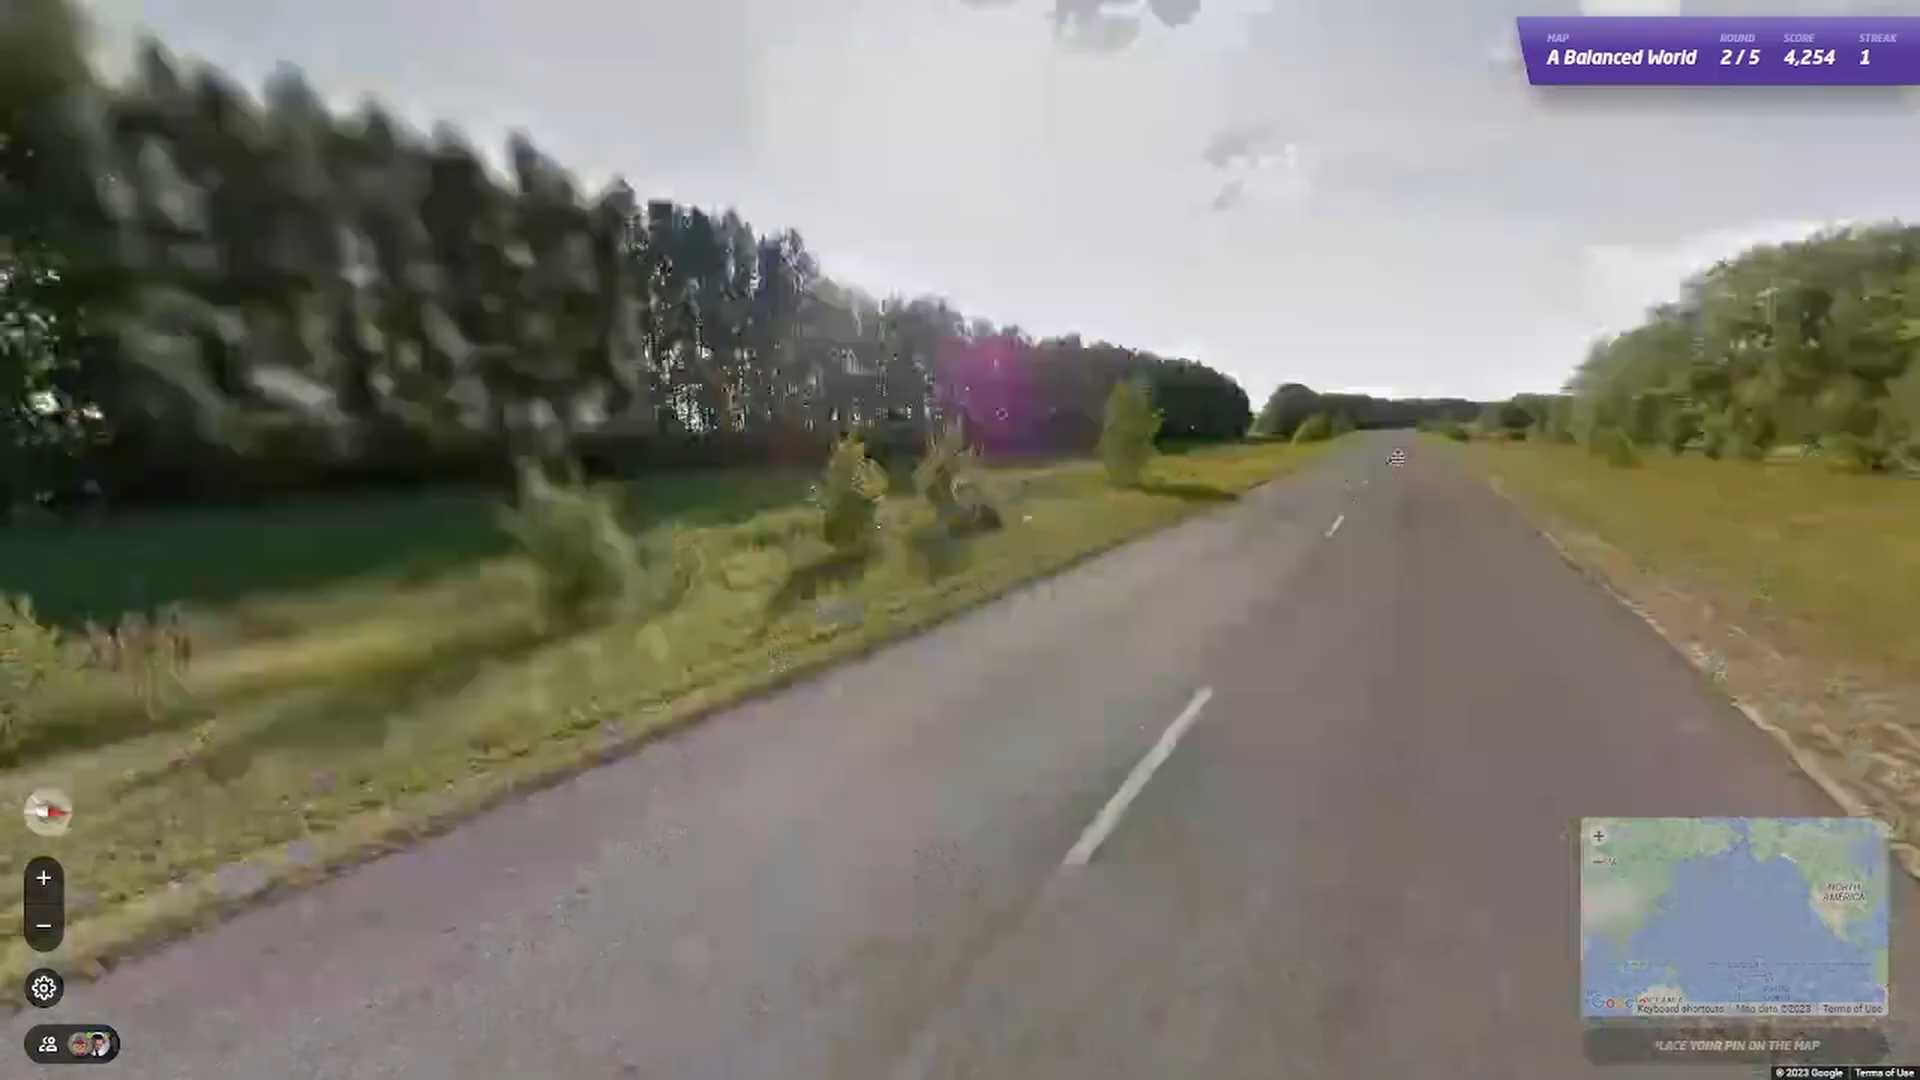 MAP ROUND SCORE STREAK
A Balanced World 2 / 5 4,254 1
NORTH
AMERICA
Google
Keyboard shortcuts Map data ©2023 Terms of Use
PLACE YOUR PIN ON THE MAP
© 2023 Google Terms of Use